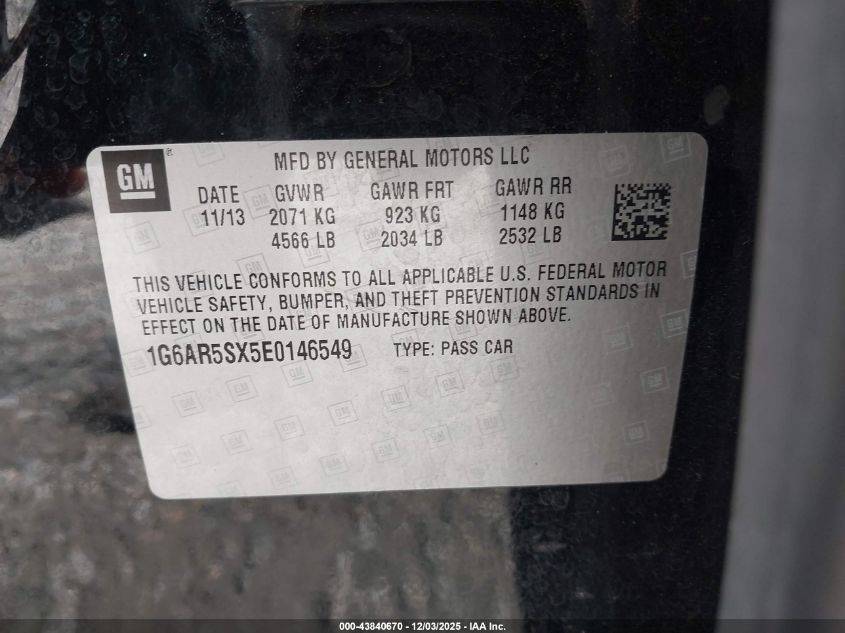 GM
MFD BY GENERAL MOTORS LLC
DATE GVWR GAWR FRT GAWR RR
11/13 2071 KG 923 KG 1148 KG
4566 LB 2034 LB 2532 LB
THIS VEHICLE CONFORMS TO ALL APPLICABLE U.S. FEDERAL MOTOR
VEHICLE SAFETY, BUMPER, AND THEFT PREVENTION STANDARDS IN
EFFECT ON THE DATE OF MANUFACTURE SHOWN ABOVE.
1G6AR5SX5E0146549 TYPE: PASS CAR
000-43840670 - 12/03/2025 - IAA Inc.